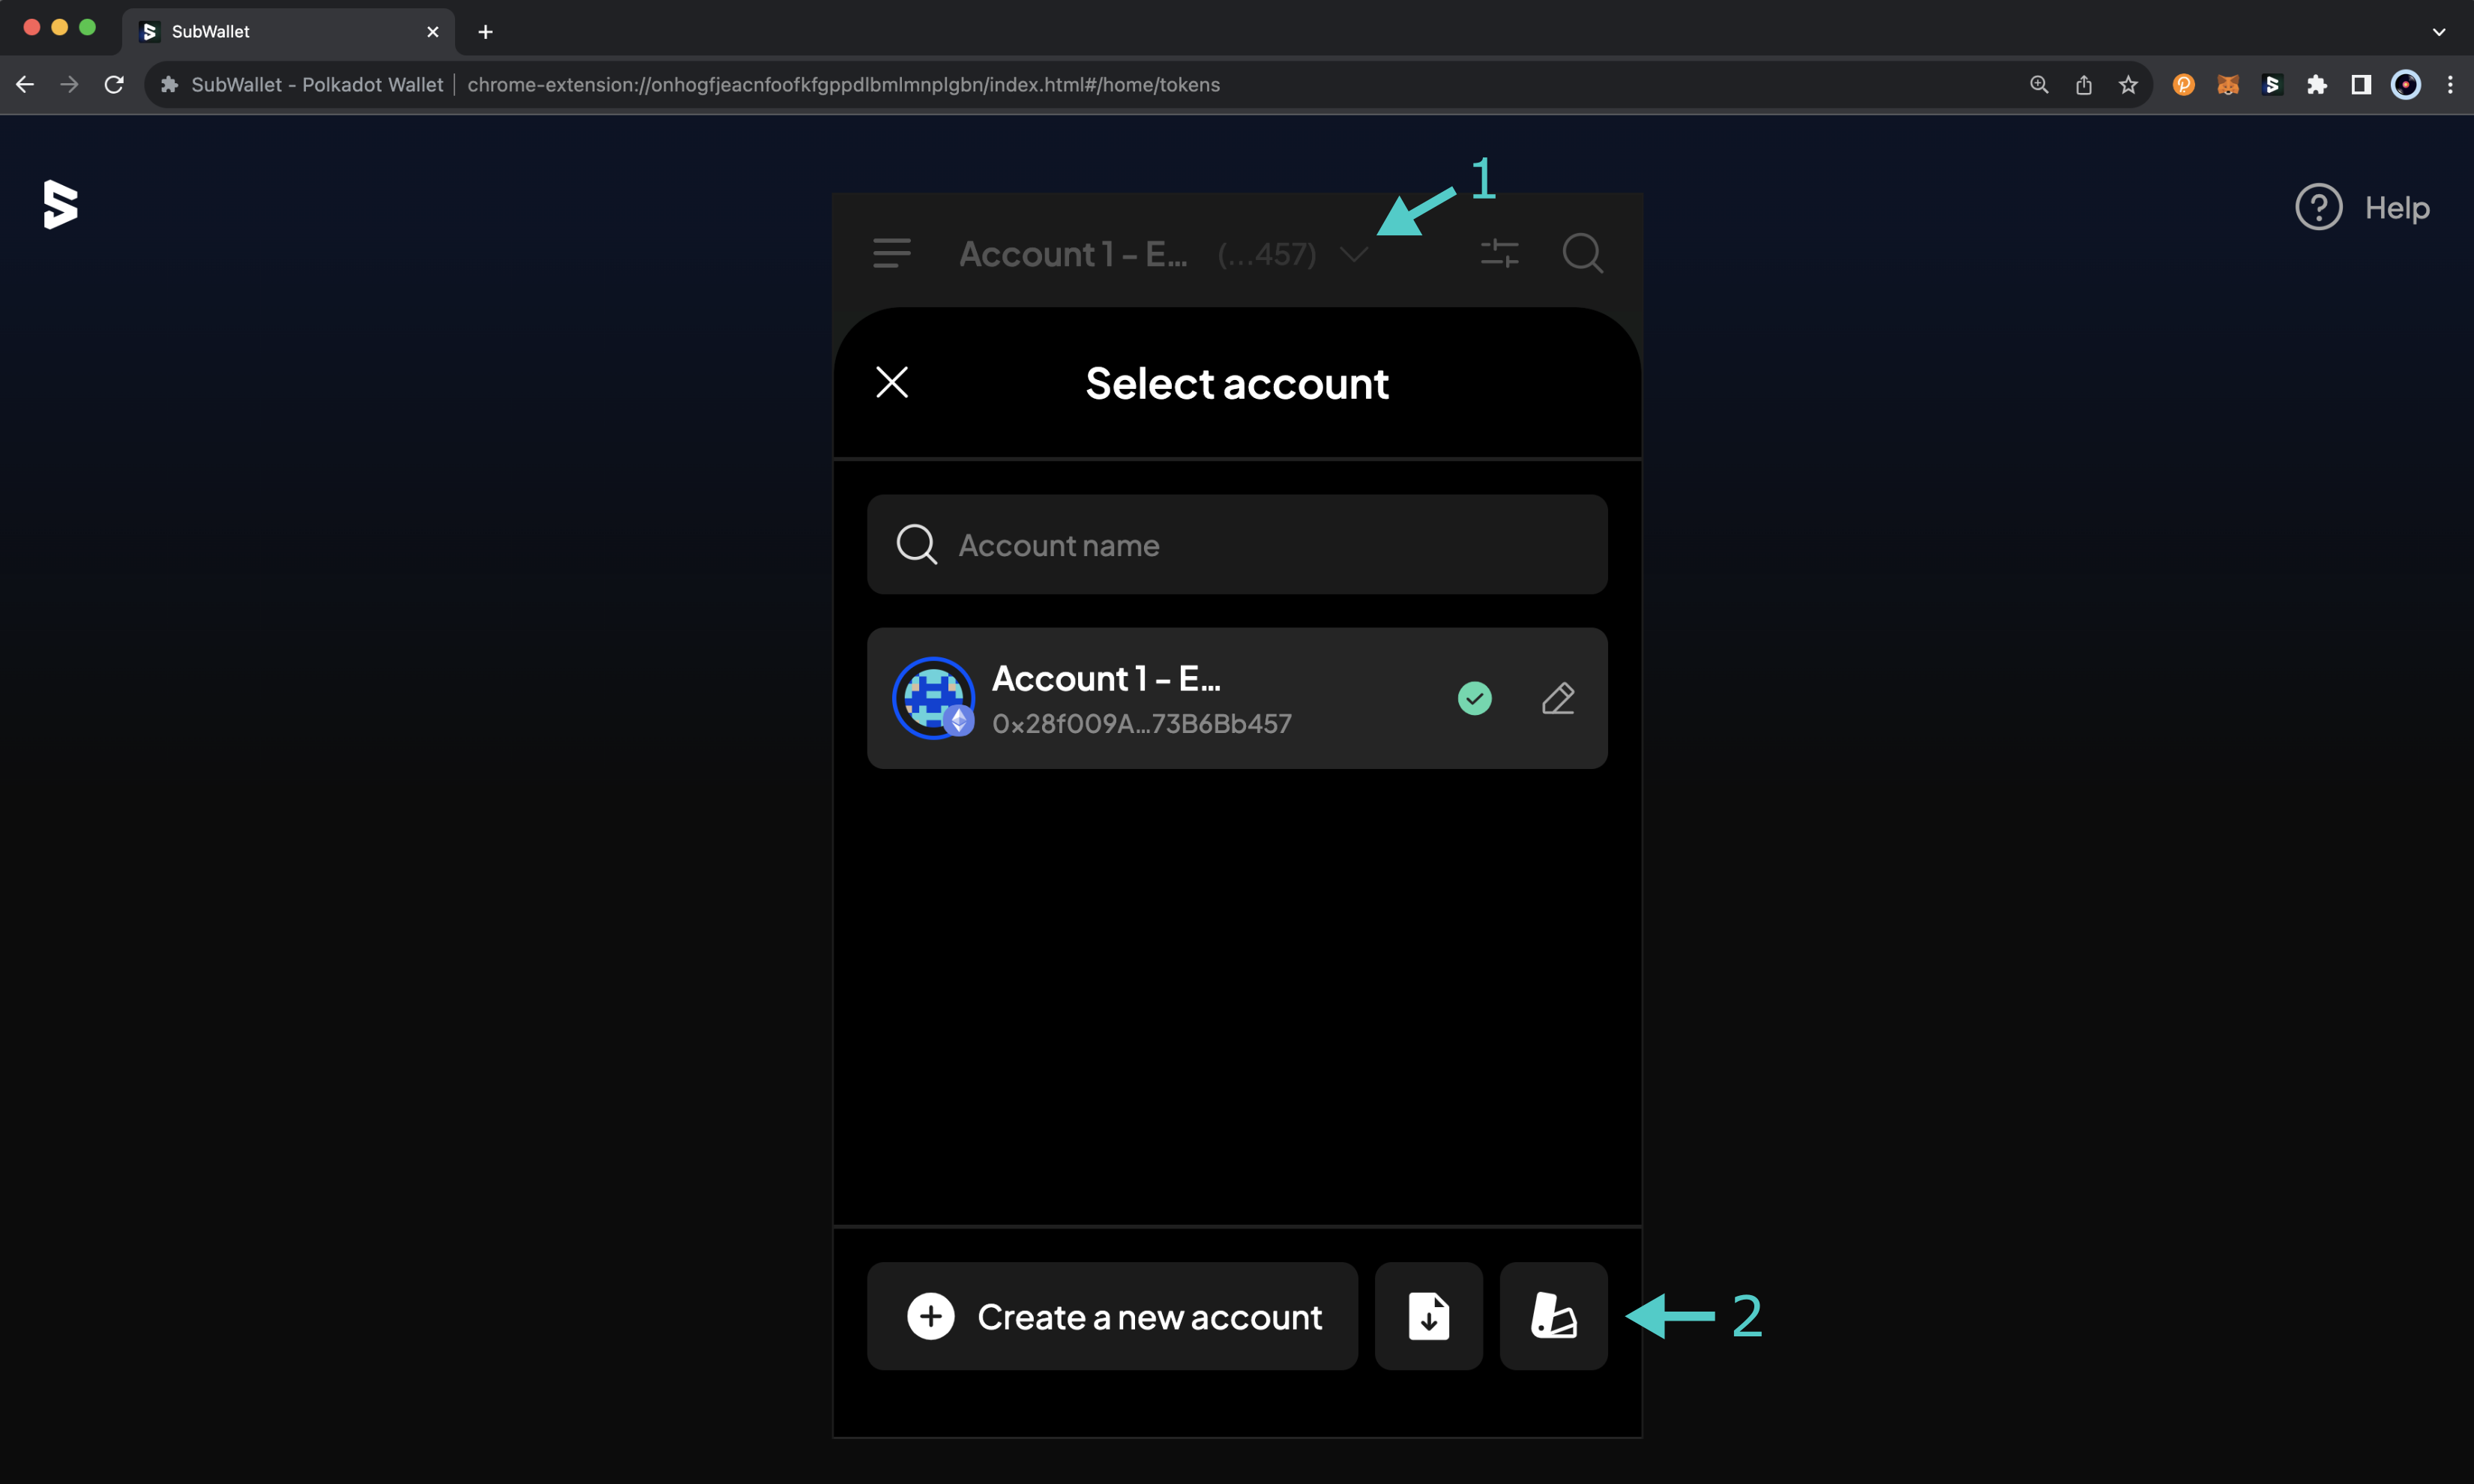 SubWallet
SubWallet - Polkadot Wallet
chrome-extension://onhogfjeacnfoofkfgppdlbmlmnplgbn/index.html#/home/tokens
1
Help
Account 1 – E... (...457)
Select account
Account name
Account 1 – E...
0x28f009A...73B6Bb457
Create a new account
2